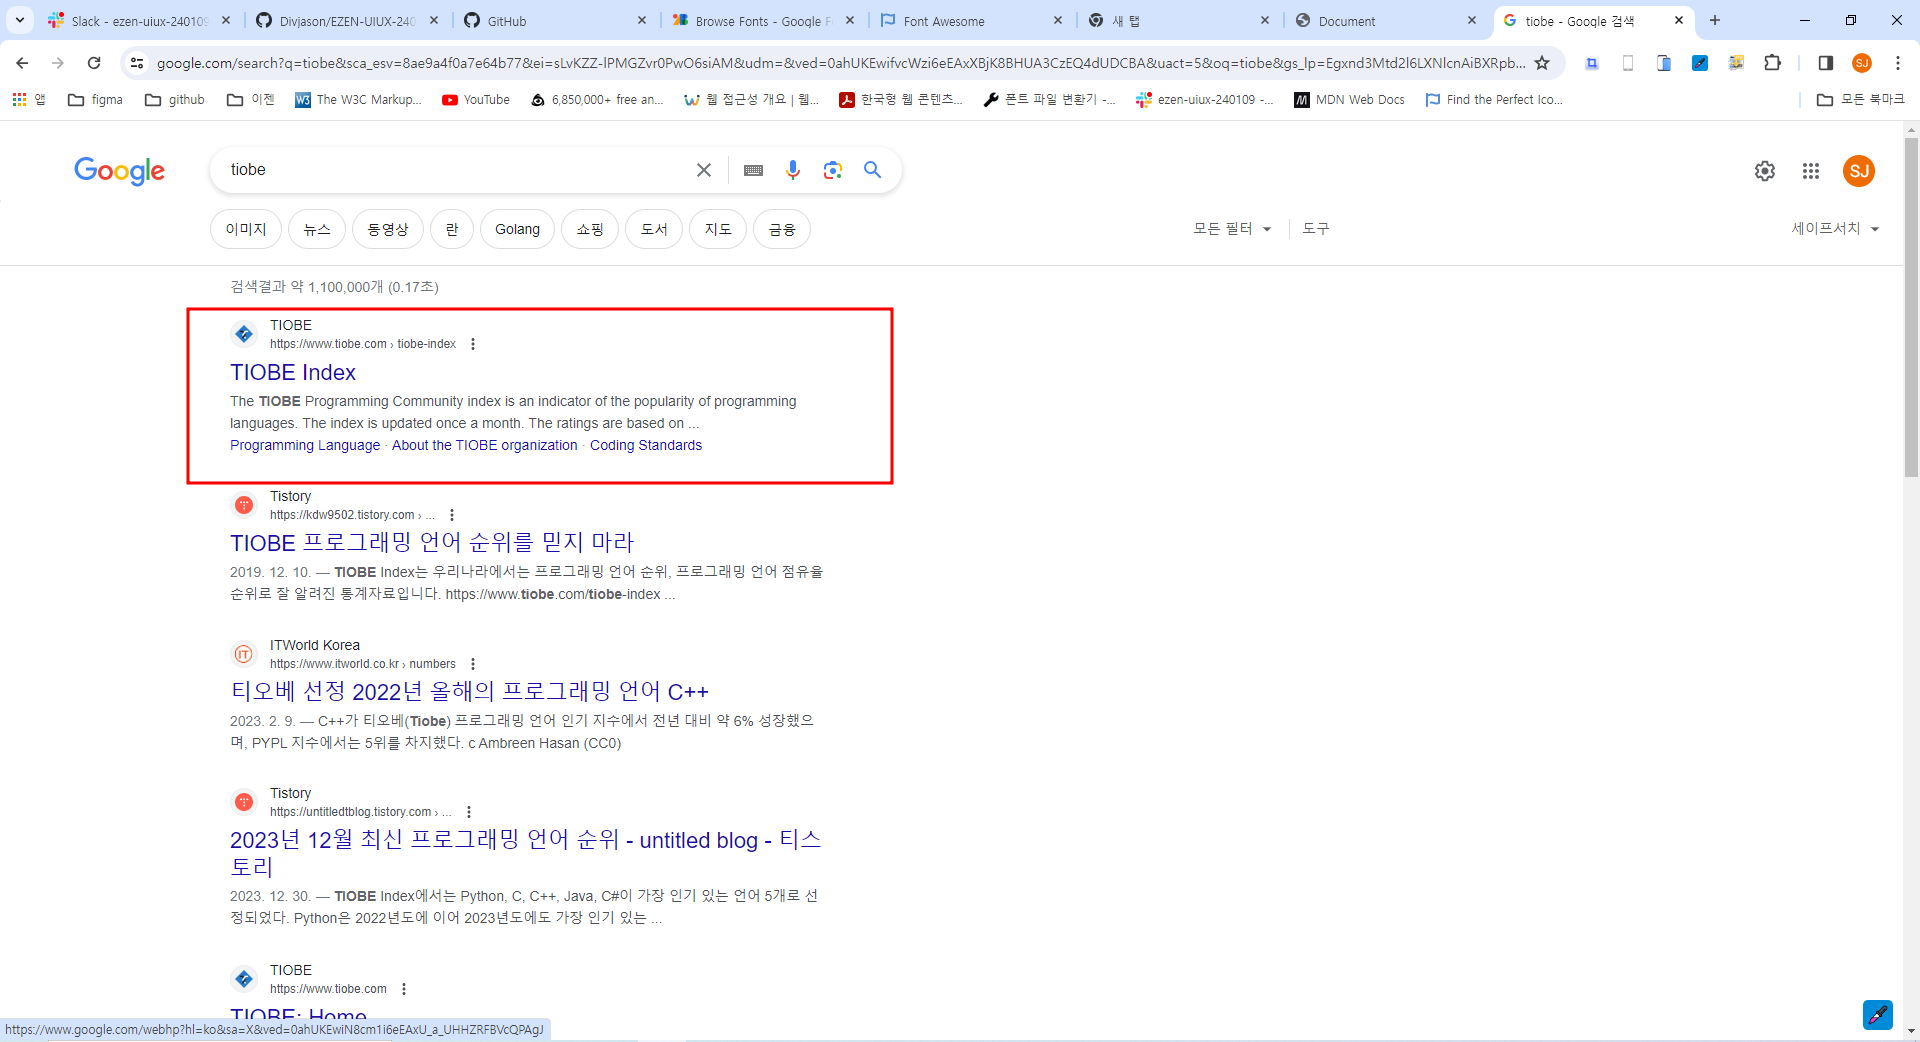 Slack - ezen-uiux-240109
Divjason/EZEN-UIUX-240
GitHub
Browse Fonts - Google F
Font Awesome
새 탭
Document
tiobe - Google 검색
google.com/search?q=tiobe&sca_esv=8ae9a4f0a7e64b77&ei=sLvKZZ-lPMGZvr0PwO6siAM&udm=&ved=0ahUKEwifvcWzi6eEAxXBjK8BHUA3CzEQ4dUDCBA&uact=5&oq=tiobe&gs_lp=Egxnd3Mtd2l6LXNlcnAiBXRpb...
SJ
앱
figma
github
이젠
The W3C Markup...
YouTube
6,850,000+ free an...
웹 접근성 개요 | 웹...
한국형 웹 콘텐츠...
폰트 파일 변환기 -...
ezen-uiux-240109 -...
MDN Web Docs
Find the Perfect Ico...
모든 북마크
Google
tiobe
SJ
이미지
뉴스
동영상
란
Golang
쇼핑
도서
지도
금융
모든 필터
도구
세이프서치
검색결과 약 1,100,000개 (0.17초)
TIOBE
https://www.tiobe.com › tiobe-index
TIOBE Index
The TIOBE Programming Community index is an indicator of the popularity of programming
languages. The index is updated once a month. The ratings are based on ...
Programming Language · About the TIOBE organization · Coding Standards
Tistory
https://kdw9502.tistory.com › ...
TIOBE 프로그래밍 언어 순위를 믿지 마라
2019. 12. 10. — TIOBE Index는 우리나라에서는 프로그래밍 언어 순위, 프로그래밍 언어 점유율
순위로 잘 알려진 통계자료입니다. https://www.tiobe.com/tiobe-index ...
IT
ITWorld Korea
https://www.itworld.co.kr › numbers
티오베 선정 2022년 올해의 프로그래밍 언어 C++
2023. 2. 9. — C++가 티오베(Tiobe) 프로그래밍 언어 인기 지수에서 전년 대비 약 6% 성장했으
며, PYPL 지수에서는 5위를 차지했다. c Ambreen Hasan (CC0)
Tistory
https://untitledtblog.tistory.com › ...
2023년 12월 최신 프로그래밍 언어 순위 - untitled blog - 티스
토리
2023. 12. 30. — TIOBE Index에서는 Python, C, C++, Java, C#이 가장 인기 있는 언어 5개로 선
정되었다. Python은 2022년도에 이어 2023년도에도 가장 인기 있는 ...
TIOBE
https://www.tiobe.com
TIOBE: Home
https://www.google.com/webhp?hl=ko&sa=X&ved=0ahUKEwiN8cm1i6eEAxU_a_UHHZRFBVcQPAgJ